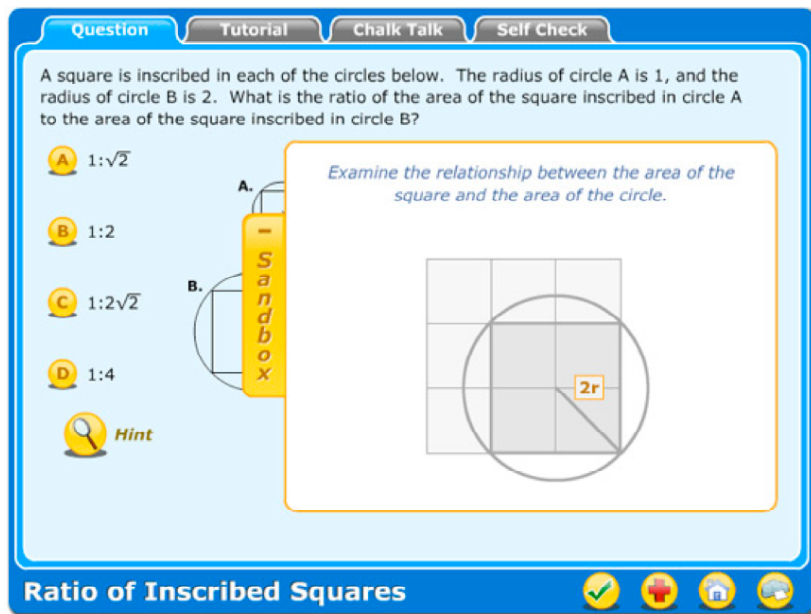 Question Tutorial Chalk Talk Self Check
A square is inscribed in each of the circles below. The radius of circle A is 1, and the
radius of circle B is 2. What is the ratio of the area of the square inscribed in circle A
to the area of the square inscribed in circle B?
A 1:√2
B 1:2
C 1:2√2
D 1:4
Hint
A.
B.
Sandbox
Examine the relationship between the area of the
square and the area of the circle.
2r
Ratio of Inscribed Squares